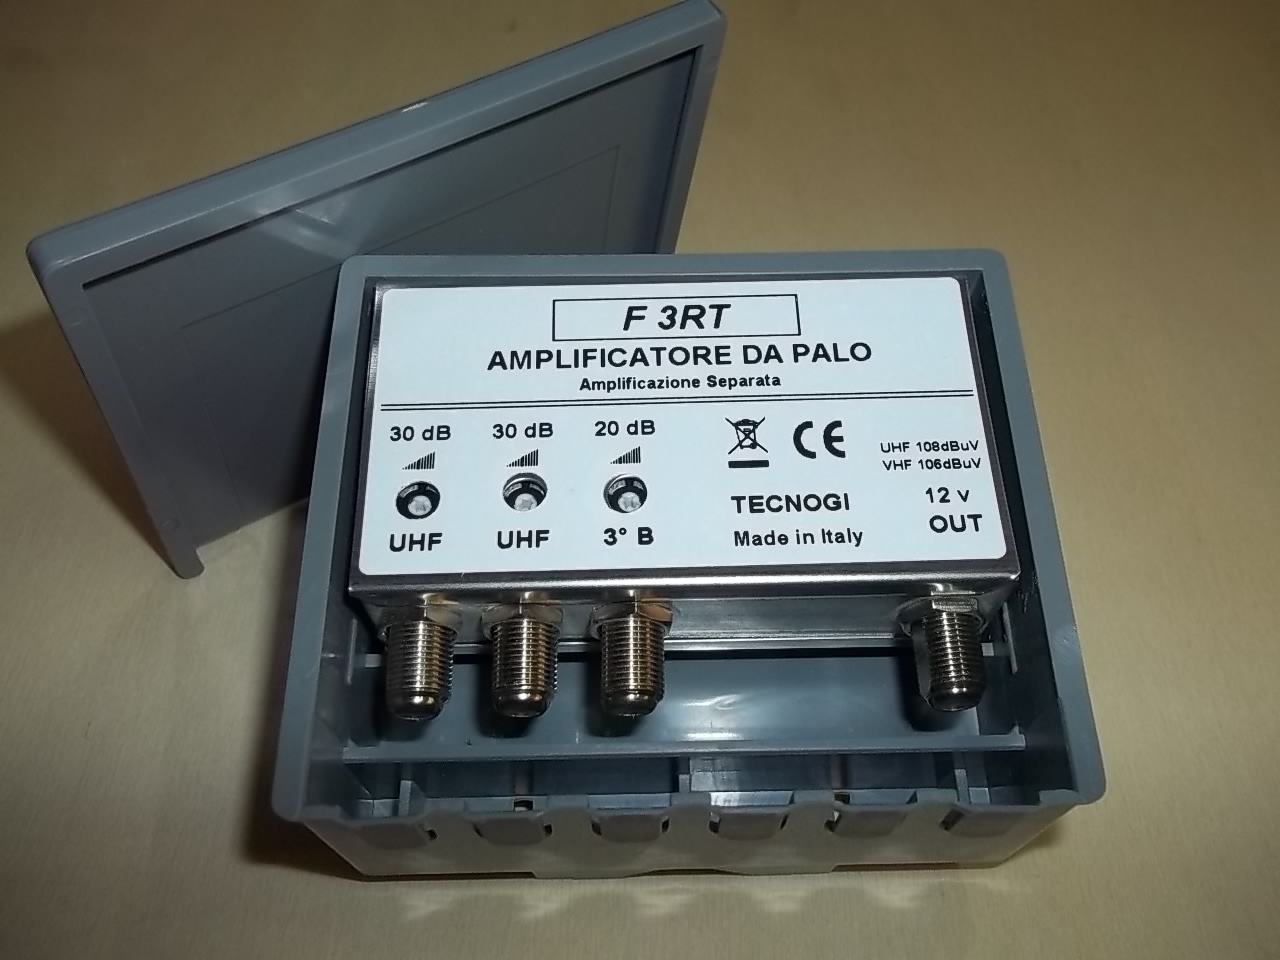 F 3RT
AMPLIFICATORE DA PALO
Amplificazione Separata
30 dB 30 dB 20 dB
UHF UHF 3° B
CE
TECNOGI
Made in Italy
UHF 108dBuV
VHF 106dBuV
12 v
OUT